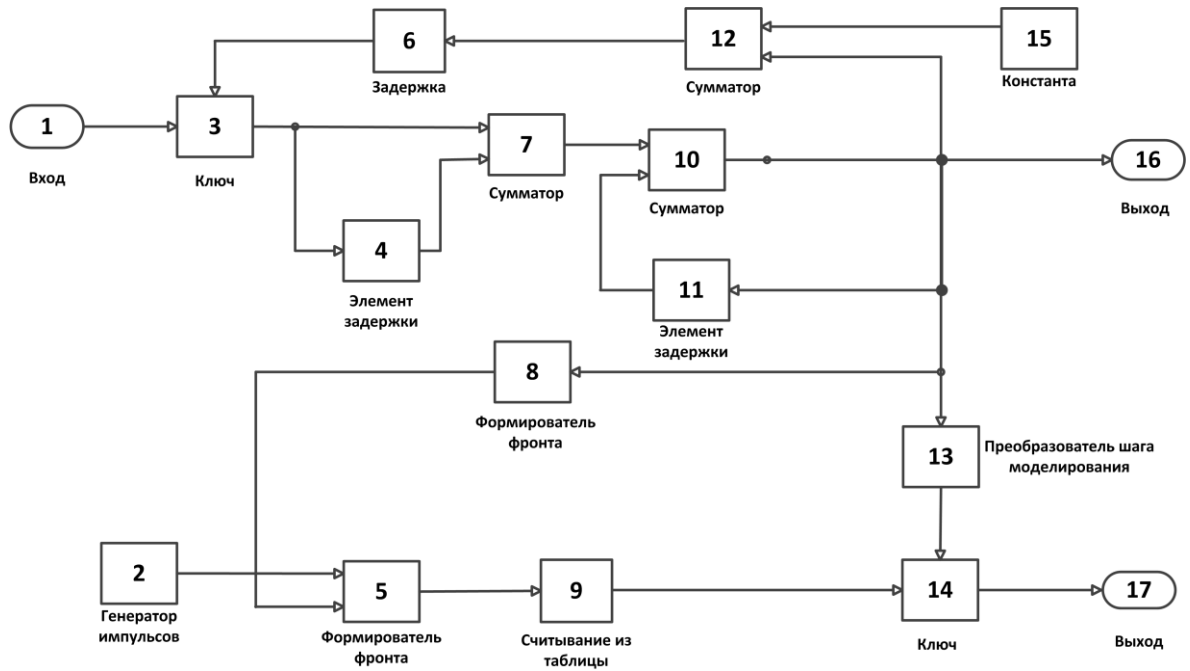 6
Задержка
12
Сумматор
15
Константа
1
Вход
3
Ключ
7
Сумматор
10
Сумматор
16
Выход
4
Элемент
задержки
11
Элемент
задержки
8
Формирователь
фронта
13
Преобразователь шага
моделирования
2
Генератор
импульсов
5
Формирователь
фронта
9
Считывание из
таблицы
14
Ключ
17
Выход